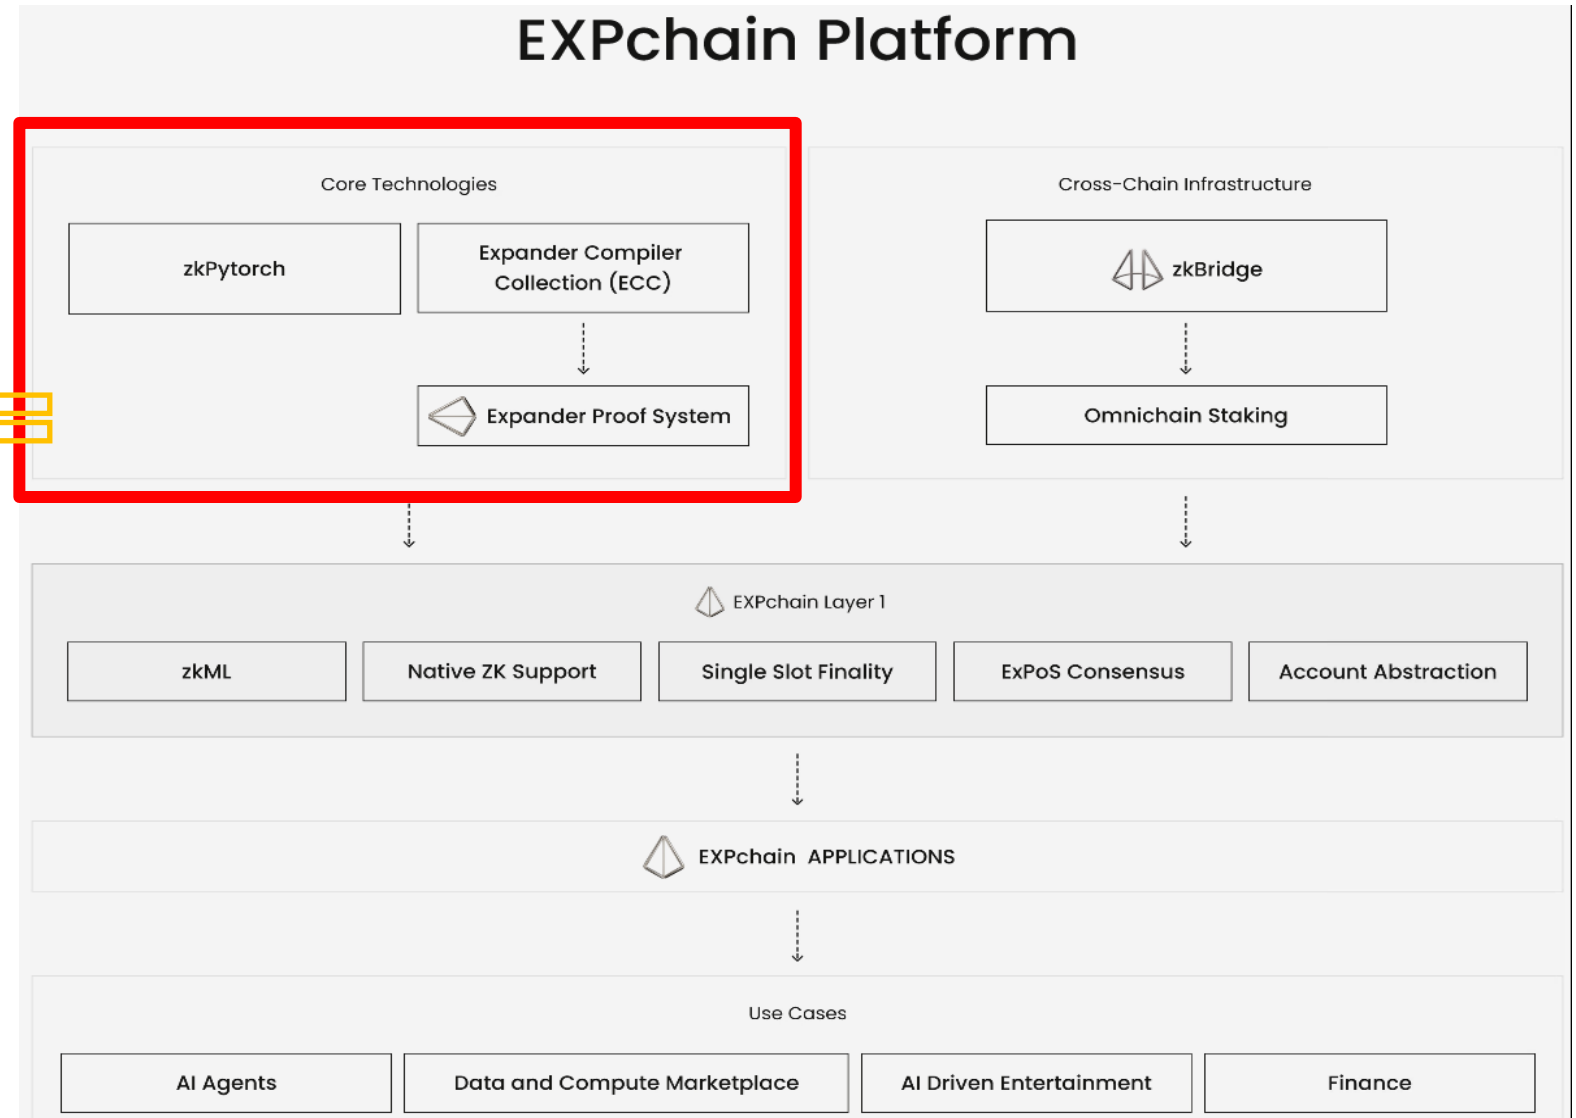 EXPchain Platform
Core Technologies
zkPytorch
Expander Compiler
Collection (ECC)
Expander Proof System
Cross-Chain Infrastructure
zkBridge
Omnichain Staking
EXPchain Layer 1
zkML
Native ZK Support
Single Slot Finality
ExPoS Consensus
Account Abstraction
EXPchain APPLICATIONS
Use Cases
AI Agents
Data and Compute Marketplace
AI Driven Entertainment
Finance